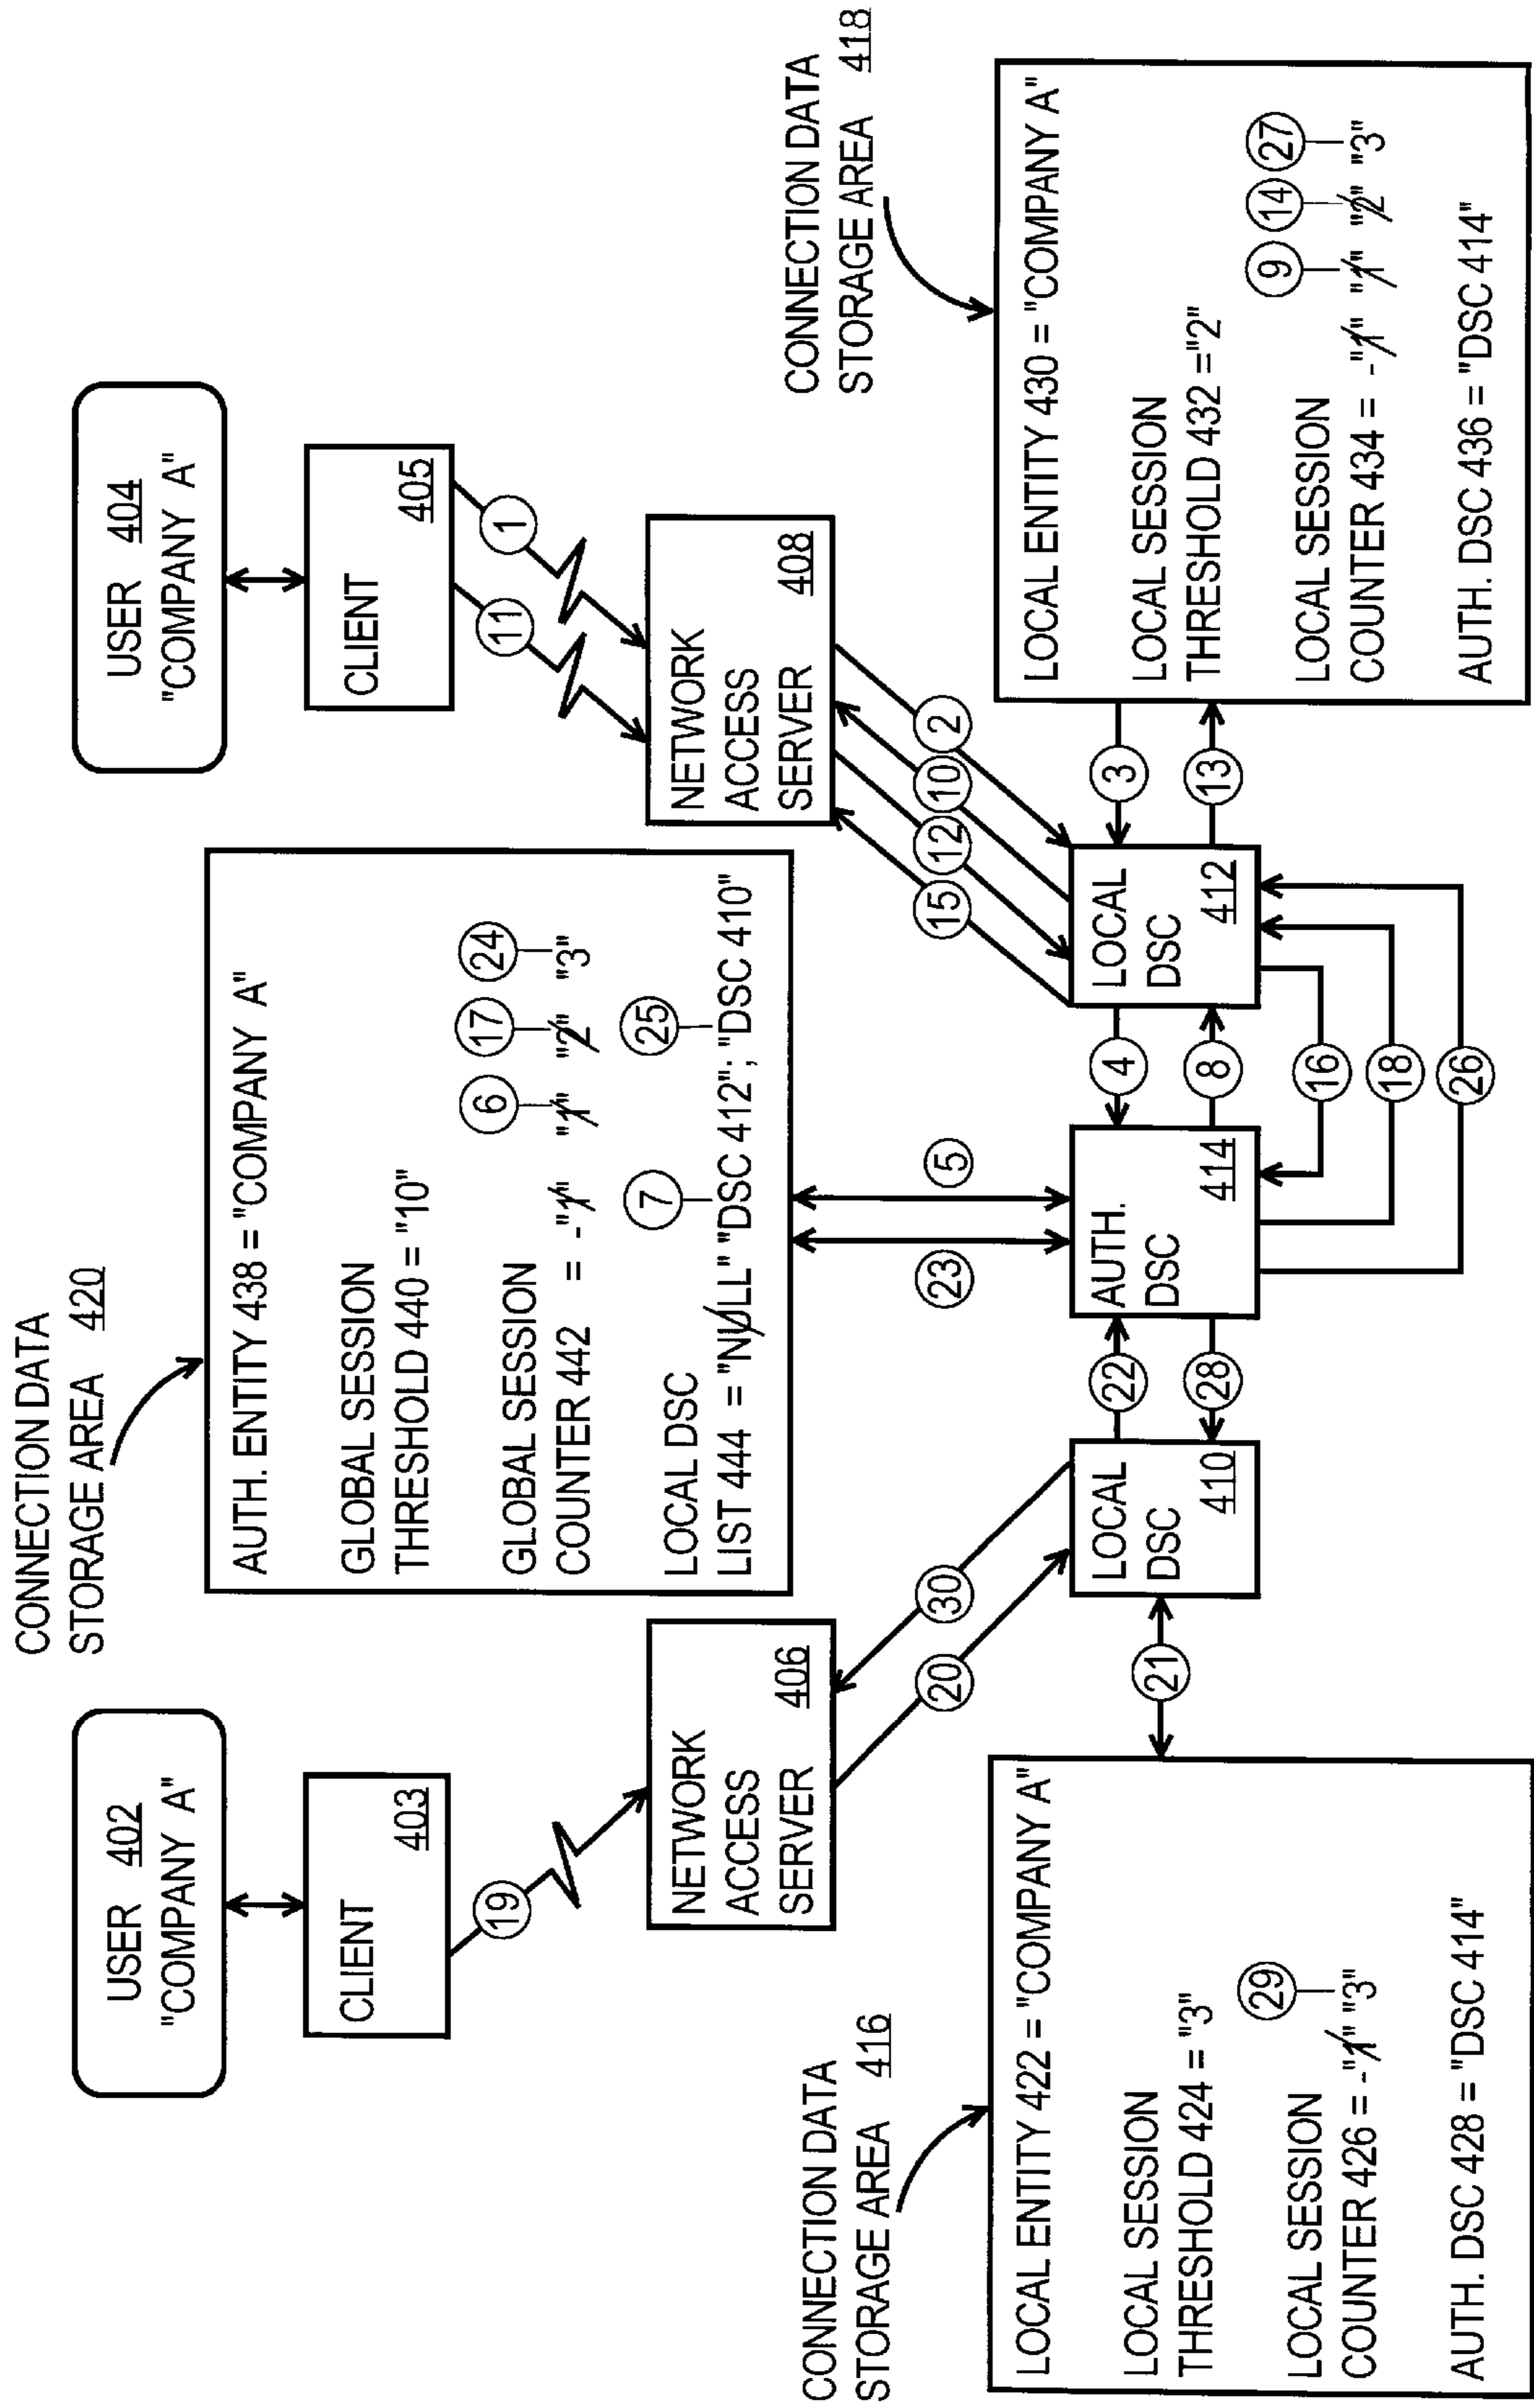 CONNECTION DATA
STORAGE AREA 420
USER 402
"COMPANY A"
CLIENT
403
19
NETWORK
ACCESS
SERVER
406
20
30
AUTH. ENTITY 438 = "COMPANY A"
GLOBAL SESSION
THRESHOLD 440 = "10"
6 17 24
GLOBAL SESSION
COUNTER 442 = -"1" "1" "2" "3"
7 25
LOCAL DSC
LIST 444 = "NULL" "DSC 412"; "DSC 410"
USER 404
"COMPANY A"
CLIENT
405
11
1
NETWORK
ACCESS
SERVER
408
15
12
10
2
23
5
CONNECTION DATA
STORAGE AREA 416
LOCAL ENTITY 422 = "COMPANY A"
LOCAL SESSION
THRESHOLD 424 = "3"
29
LOCAL SESSION
COUNTER 426 = -"1" "3"
AUTH. DSC 428 = "DSC 414"
21
LOCAL
DSC
410
22
28
AUTH.
DSC
414
4
8
16
18
26
LOCAL
DSC
412
3
13
CONNECTION DATA
STORAGE AREA 418
LOCAL ENTITY 430 = "COMPANY A"
LOCAL SESSION
THRESHOLD 432 ="2"
9 14 27
LOCAL SESSION
COUNTER 434 = -"1" "1" "2" "3"
AUTH. DSC 436 = "DSC 414"